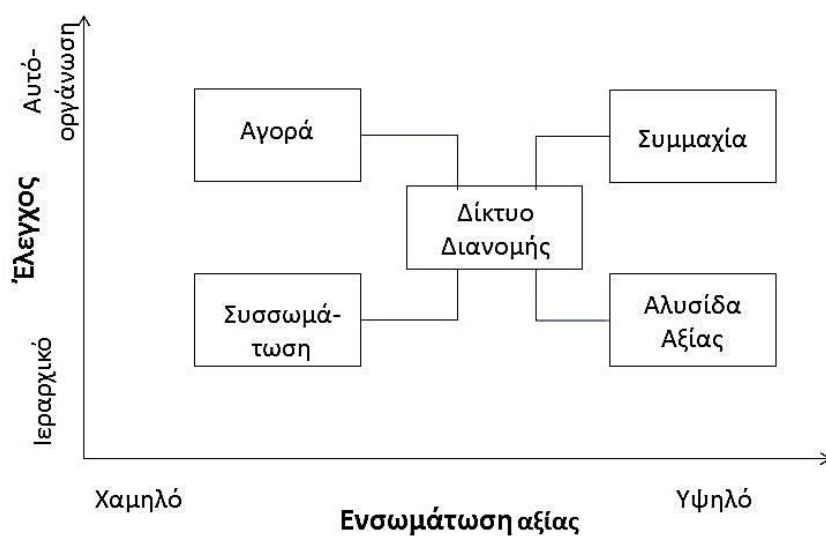 Αυτό-
οργάνωση
Έλεγχος
Ιεραρχικό
Αγορά
Συμμαχία
Δίκτυο
Διανομής
Συσσωμά-
τωση
Αλυσίδα
Αξίας
Χαμηλό
Υψηλό
Ενσωμάτωση αξίας